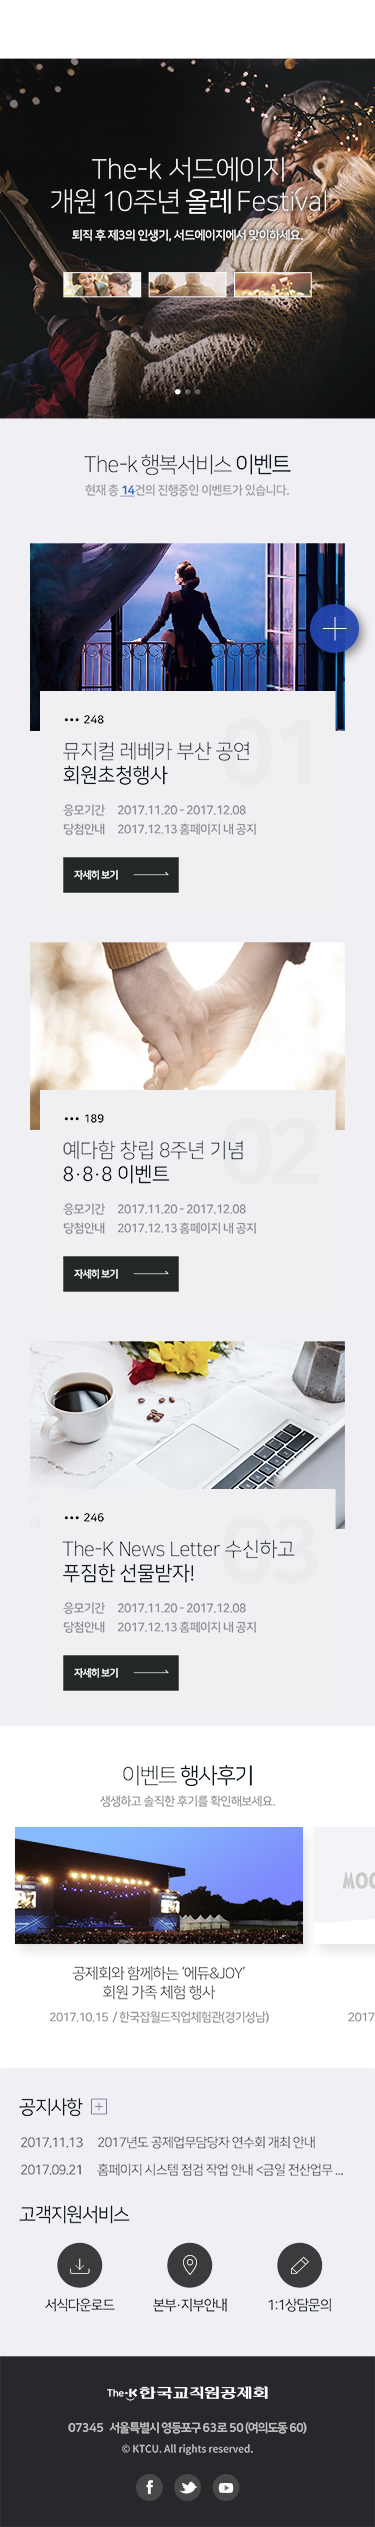 The-k 서드에이지
개원 10주년 올레 Festival
퇴직 후 제3의 인생기, 서드에이지에서 맞이하세요.
The-k 행복서비스 이벤트
현재 총 14건의 진행중인 이벤트가 있습니다.
01
••• 248
뮤지컬 레베카 부산 공연
회원초청행사
응모기간 2017.11.20 - 2017.12.08
당첨안내 2017.12.13 홈페이지 내 공지
자세히 보기
02
••• 189
예다함 창립 8주년 기념
8·8·8 이벤트
응모기간 2017.11.20 - 2017.12.08
당첨안내 2017.12.13 홈페이지 내 공지
자세히 보기
03
••• 246
The-K News Letter 수신하고
푸짐한 선물받자!
응모기간 2017.11.20 - 2017.12.08
당첨안내 2017.12.13 홈페이지 내 공지
자세히 보기
이벤트 행사후기
생생하고 솔직한 후기를 확인해보세요.
MOO
공제회와 함께하는 '에듀&JOY'
회원 가족 체험 행사
2017.10.15 / 한국잡월드직업체험관(경기성남)
2017
공지사항
2017.11.13 2017년도 공제업무담당자 연수회 개최 안내
2017.09.21 홈페이지 시스템 점검 작업 안내 <금일 전산업무 ...
고객지원서비스
서식다운로드 본부·지부안내 1:1상담문의
The-K 한국교직원공제회
07345 서울특별시 영등포구 63로 50 (여의도동 60)
© KTCU. All rights reserved.